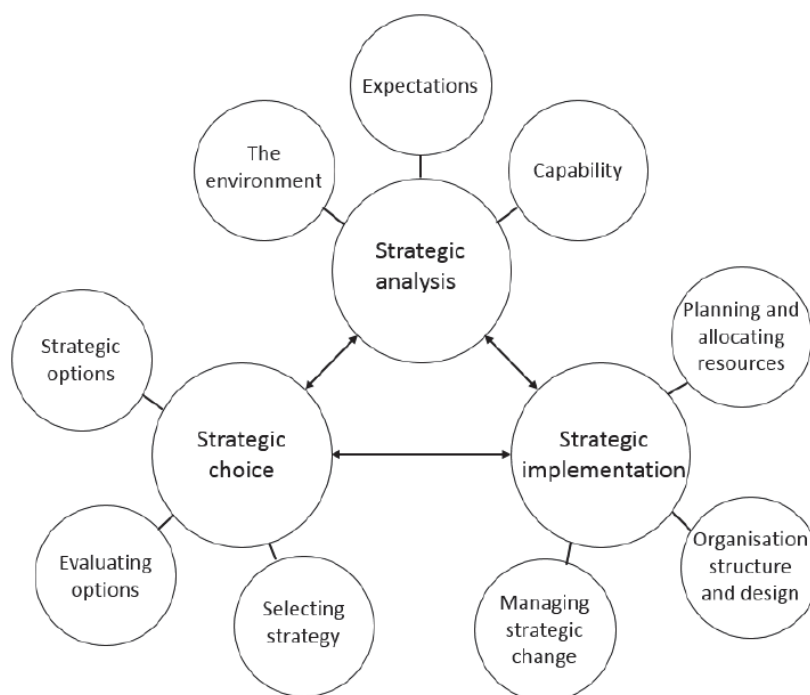 Expectations
The
environment
Capability
Strategic
analysis
Planning and
allocating
resources
Strategic
options
Strategic
choice
Strategic
implementation
Organisation
structure
and design
Evaluating
options
Selecting
strategy
Managing
strategic
change